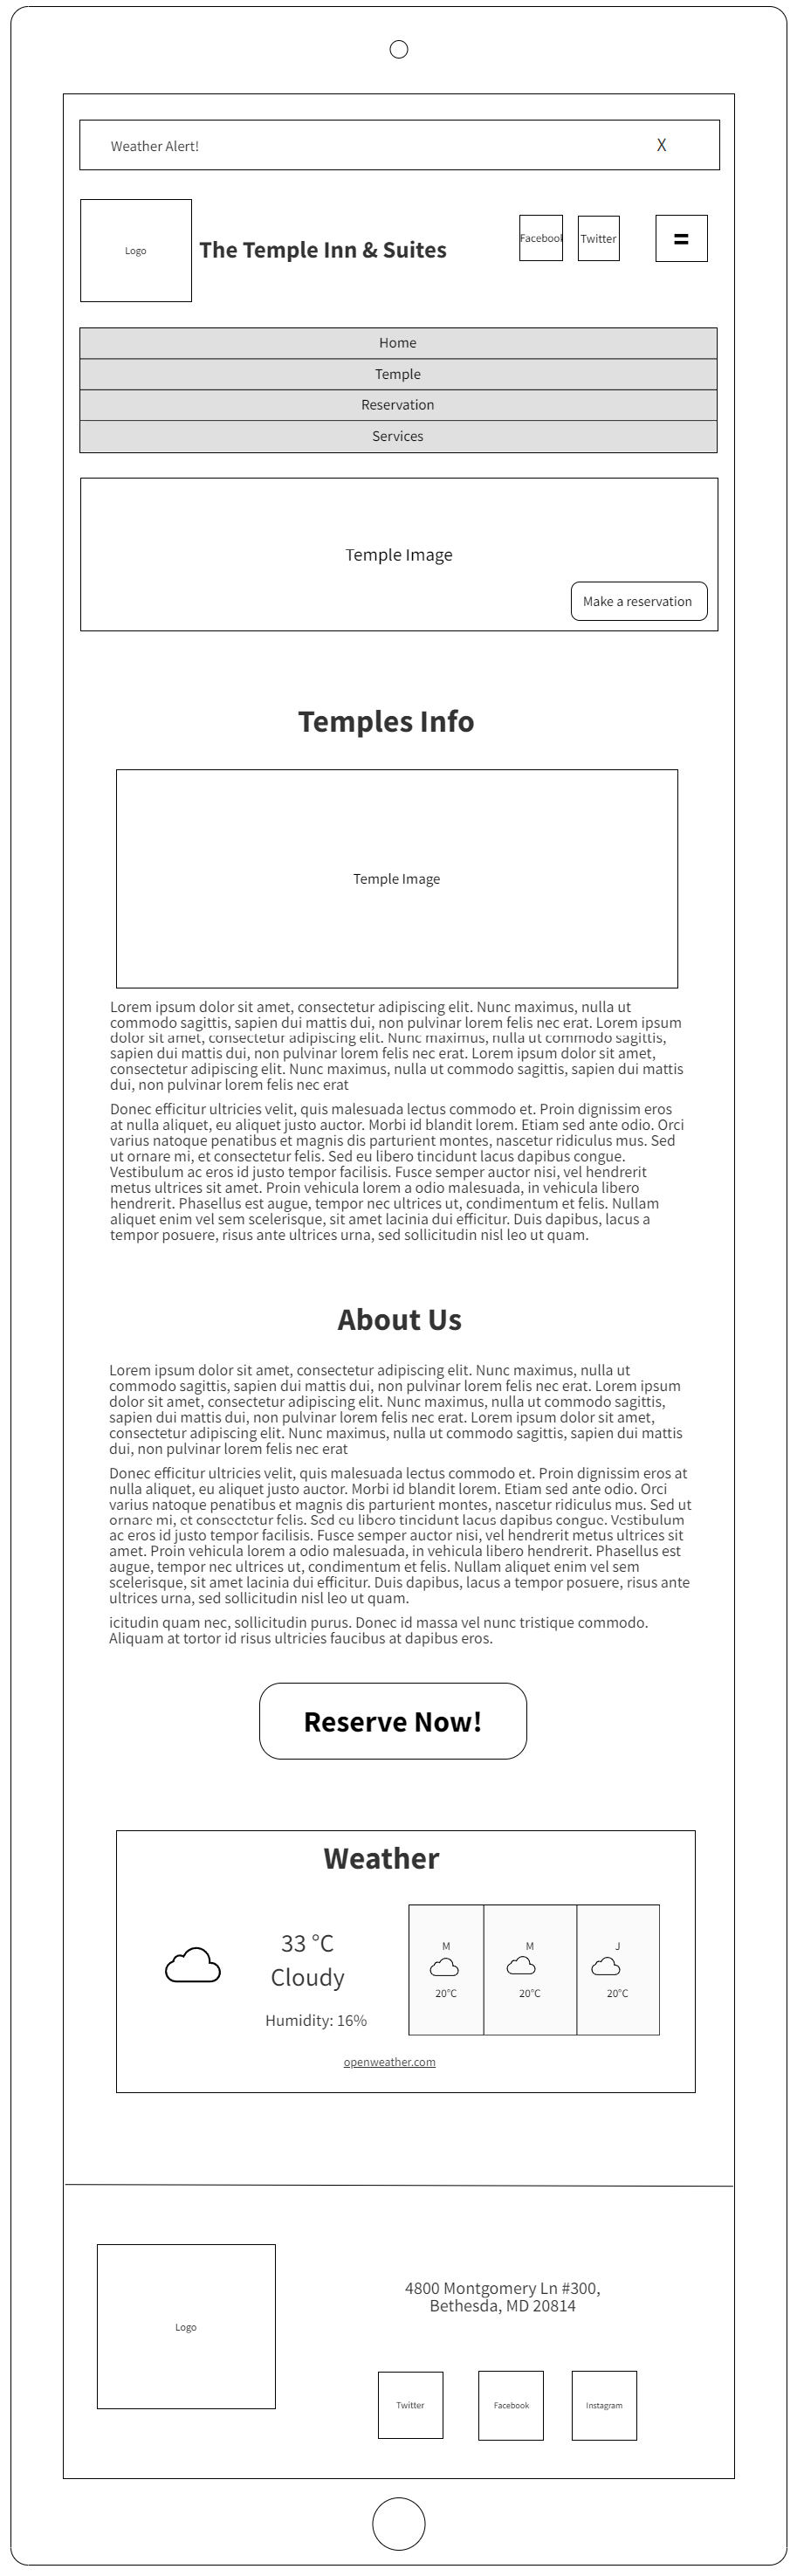 Weather Alert!
X
Logo
The Temple Inn & Suites
Facebook
Twitter
=
Home
Temple
Reservation
Services
Temple Image
Make a reservation
Temples Info
Temple Image
Lorem ipsum dolor sit amet, consectetur adipiscing elit. Nunc maximus, nulla ut
commodo sagittis, sapien dui mattis dui, non pulvinar lorem felis nec erat. Lorem ipsum
dolor sit amet, consectetur adipiscing elit. Nunc maximus, nulla ut commodo sagittis,
sapien dui mattis dui, non pulvinar lorem felis nec erat. Lorem ipsum dolor sit amet,
consectetur adipiscing elit. Nunc maximus, nulla ut commodo sagittis, sapien dui mattis
dui, non pulvinar lorem felis nec erat
Donec efficitur ultricies velit, quis malesuada lectus commodo et. Proin dignissim eros
at nulla aliquet, eu aliquet justo auctor. Morbi id blandit lorem. Etiam sed ante odio. Orci
varius natoque penatibus et magnis dis parturient montes, nascetur ridiculus mus. Sed
ut ornare mi, et consectetur felis. Sed eu libero tincidunt lacus dapibus congue.
Vestibulum ac eros id justo tempor facilisis. Fusce semper auctor nisi, vel hendrerit
metus ultrices sit amet. Proin vehicula lorem a odio malesuada, in vehicula libero
hendrerit. Phasellus est augue, tempor nec ultrices ut, condimentum et felis. Nullam
aliquet enim vel sem scelerisque, sit amet lacinia dui efficitur. Duis dapibus, lacus a
tempor posuere, risus ante ultrices urna, sed sollicitudin nisl leo ut quam.
About Us
Lorem ipsum dolor sit amet, consectetur adipiscing elit. Nunc maximus, nulla ut
commodo sagittis, sapien dui mattis dui, non pulvinar lorem felis nec erat. Lorem ipsum
dolor sit amet, consectetur adipiscing elit. Nunc maximus, nulla ut commodo sagittis,
sapien dui mattis dui, non pulvinar lorem felis nec erat. Lorem ipsum dolor sit amet,
consectetur adipiscing elit. Nunc maximus, nulla ut commodo sagittis, sapien dui mattis
dui, non pulvinar lorem felis nec erat
Donec efficitur ultricies velit, quis malesuada lectus commodo et. Proin dignissim eros at
nulla aliquet, eu aliquet justo auctor. Morbi id blandit lorem. Etiam sed ante odio. Orci
varius natoque penatibus et magnis dis parturient montes, nascetur ridiculus mus. Sed ut
ornare mi, et consectetur felis. Sed eu libero tincidunt lacus dapibus congue. Vestibulum
ac eros id justo tempor facilisis. Fusce semper auctor nisi, vel hendrerit metus ultrices sit
amet. Proin vehicula lorem a odio malesuada, in vehicula libero hendrerit. Phasellus est
augue, tempor nec ultrices ut, condimentum et felis. Nullam aliquet enim vel sem
scelerisque, sit amet lacinia dui efficitur. Duis dapibus, lacus a tempor posuere, risus ante
ultrices urna, sed sollicitudin nisl leo ut quam.
icitudin quam nec, sollicitudin purus. Donec id massa vel nunc tristique commodo.
Aliquam at tortor id risus ultricies faucibus at dapibus eros.
Reserve Now!
Weather
33 °C
Cloudy
Humidity: 16%
M
20°C
M
20°C
J
20°C
openweather.com
Logo
4800 Montgomery Ln #300,
Bethesda, MD 20814
Twitter
Facebook
Instagram